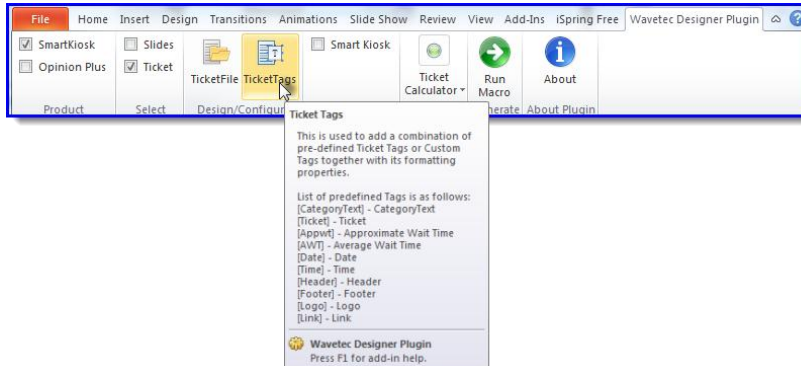 File Home Insert Design Transitions Animations Slide Show Review View Add-Ins iSpring Free Wavetec Designer Plugin
SmartKiosk Slides Smart Kiosk
Opinion Plus Ticket
TicketFile TicketTags Ticket Calculator Run Macro About
Product Select Design/Configur nerate About Plugin
Ticket Tags
This is used to add a combination of
pre-defined Ticket Tags or Custom
Tags together with its formatting
properties.
List of predefined Tags is as follows:
[CategoryText] - CategoryText
[Ticket] - Ticket
[Appwt] - Approximate Wait Time
[AWT] - Average Wait Time
[Date] - Date
[Time] - Time
[Header] - Header
[Footer] - Footer
[Logo] - Logo
[Link] - Link
Wavetec Designer Plugin
Press F1 for add-in help.